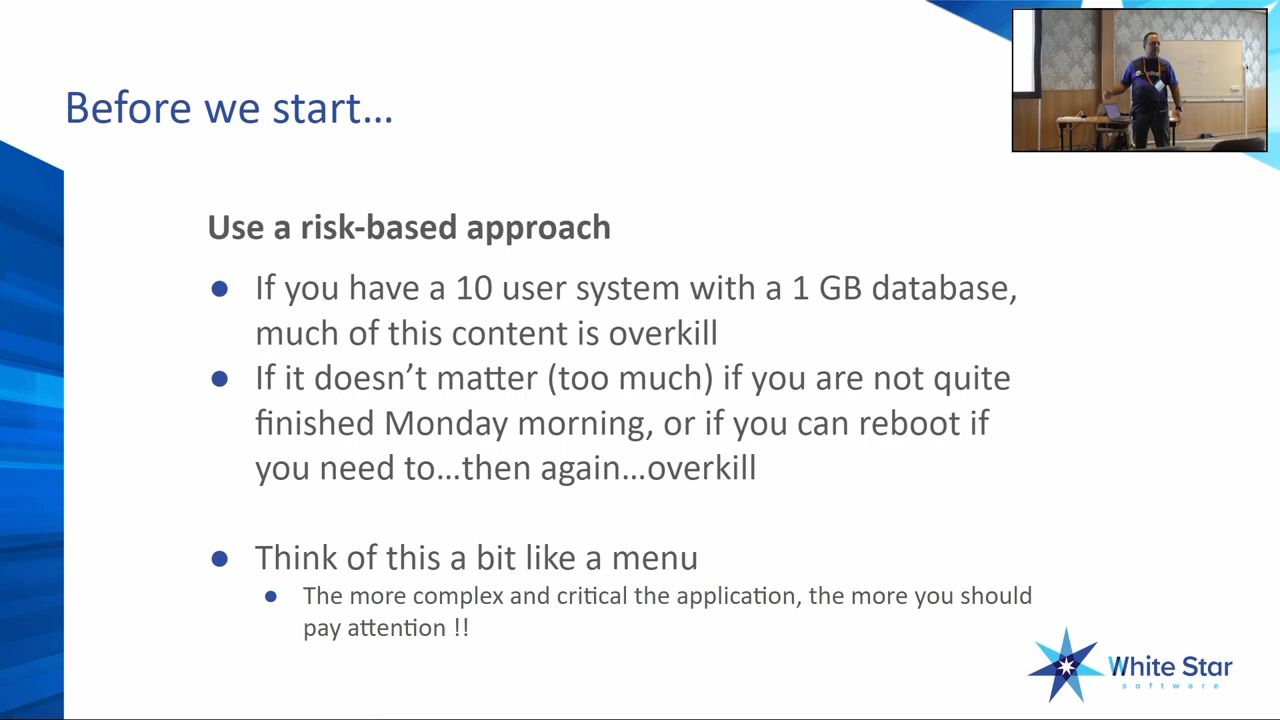 Before we start...
Use a risk-based approach
● If you have a 10 user system with a 1 GB database,
much of this content is overkill
● If it doesn’t matter (too much) if you are not quite
finished Monday morning, or if you can reboot if
you need to...then again...overkill
● Think of this a bit like a menu
● The more complex and critical the application, the more you should
pay attention !!
White Star
software